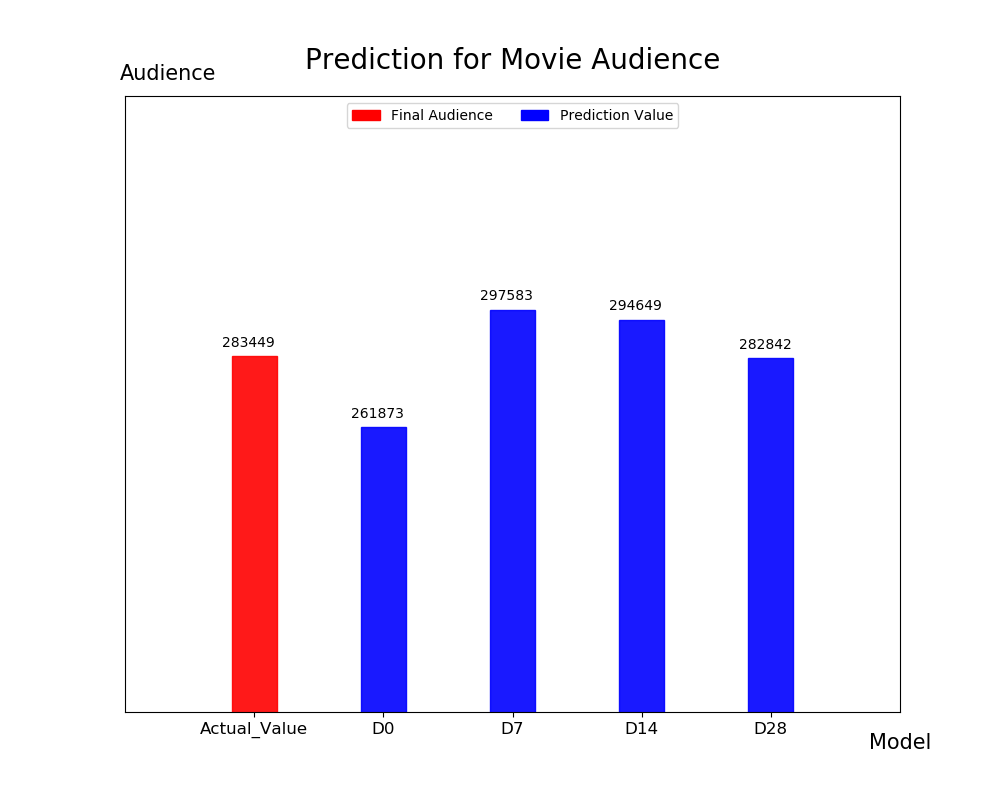 Prediction for Movie Audience
Audience
Final Audience Prediction Value
297583
294649
283449
282842
261873
Actual_Value D0 D7 D14 D28
Model